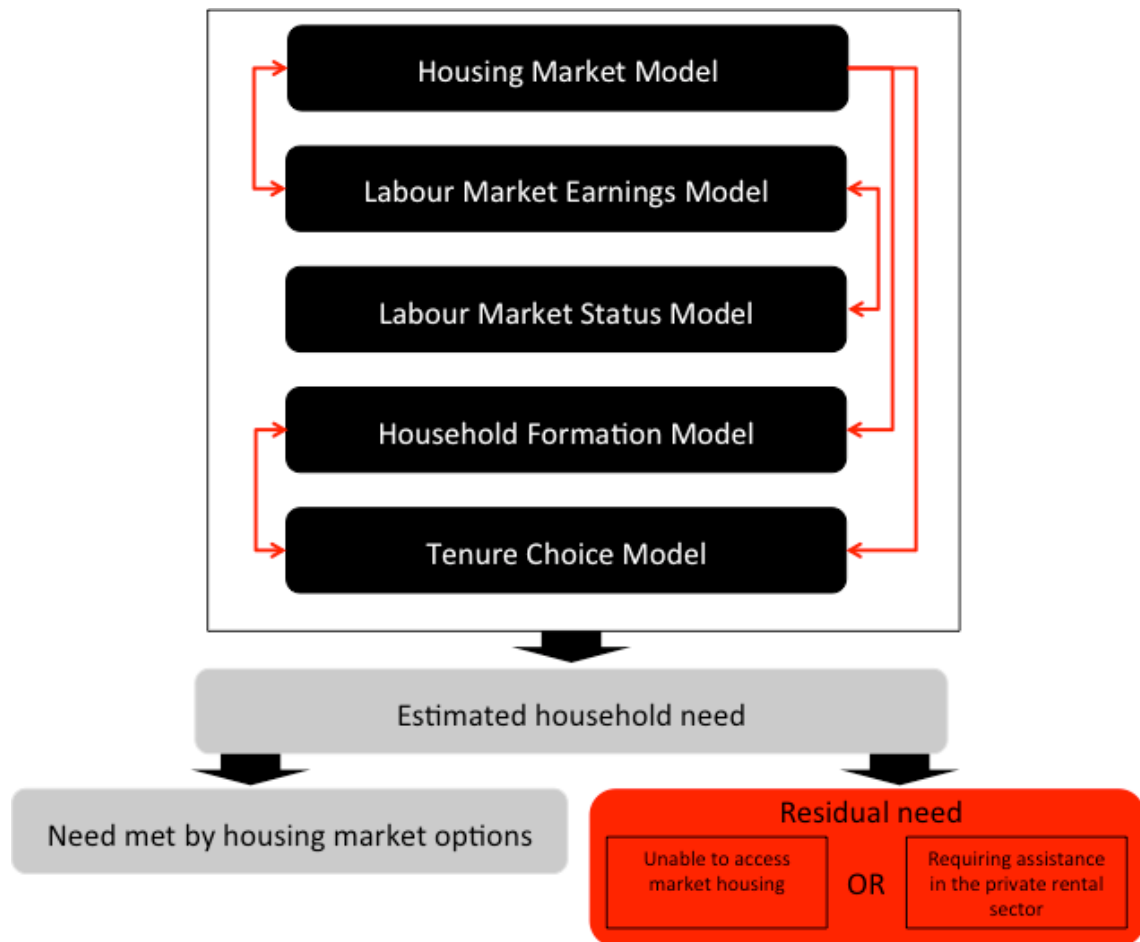 Housing Market Model
Labour Market Earnings Model
Labour Market Status Model
Household Formation Model
Tenure Choice Model
Estimated household need
Need met by housing market options
Residual need
Unable to access
market housing
OR
Requiring assistance
in the private rental
sector